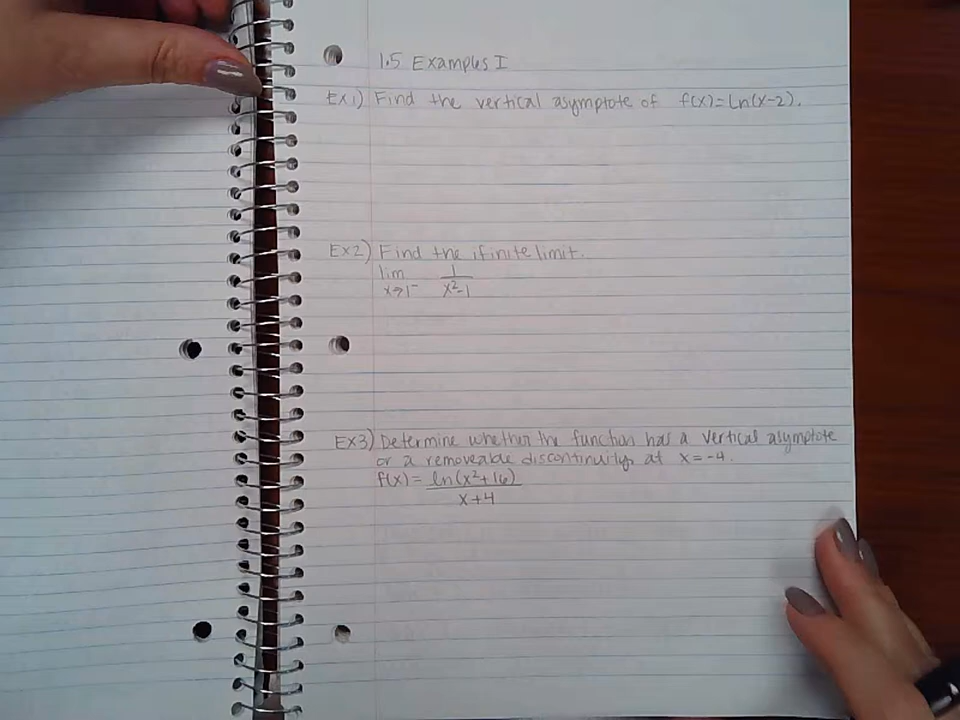 1.5 Examples I
Ex1) Find the vertical asymptote of f(x)=ln(x-2).
Ex2) Find the ifinite limit.
lim x→1⁻ 1/(x²-1)
Ex3) Determine whether the function has a vertical asymptote
or a removeable discontinuity at x=-4.
f(x)= ln(x²+16)/(x+4)